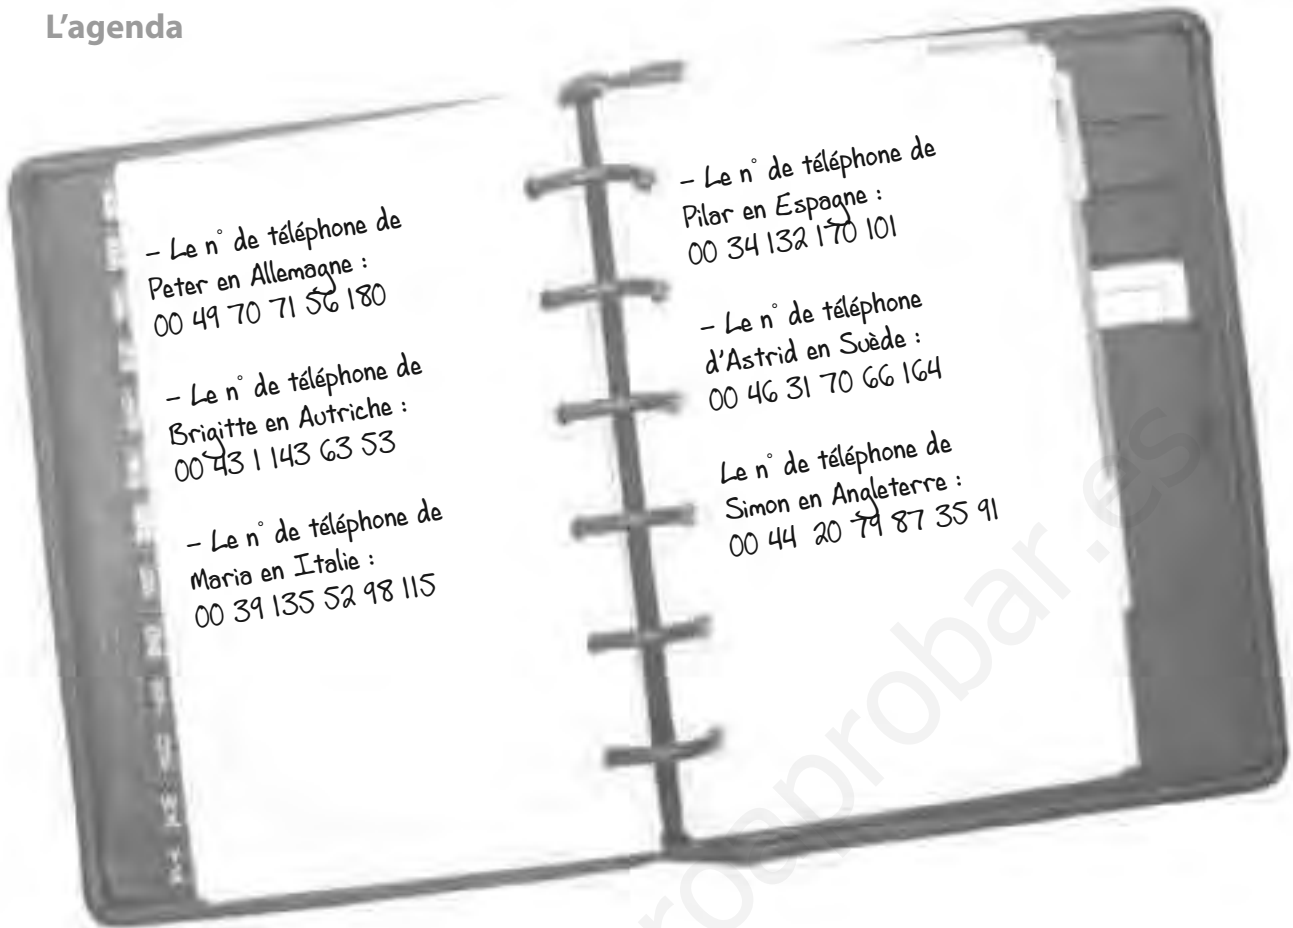 L'agenda
– Le n° de téléphone de
Peter en Allemagne :
00 49 70 71 56 180
– Le n° de téléphone de
Brigitte en Autriche :
00 43 1 143 63 53
– Le n° de téléphone de
Maria en Italie :
00 39 135 52 98 115
– Le n° de téléphone de
Pilar en Espagne :
00 34 132 170 101
– Le n° de téléphone
d'Astrid en Suède :
00 46 31 70 66 164
Le n° de téléphone de
Simon en Angleterre :
00 44 20 79 87 35 91
oaprobar.es